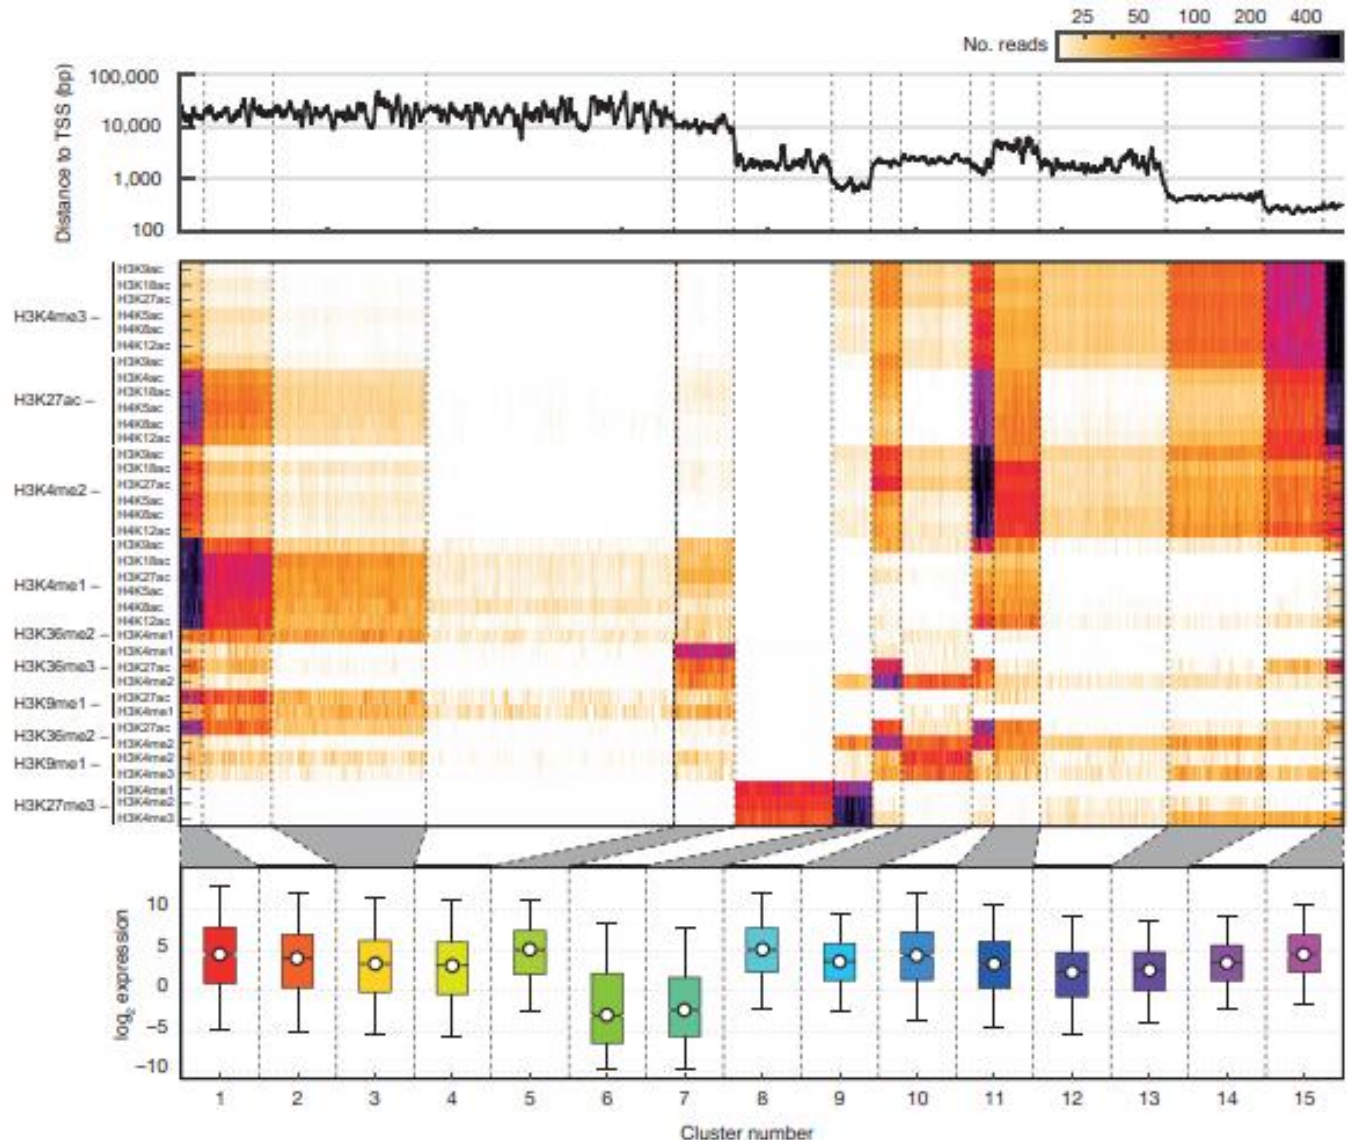 25 50 100 200 400
No. reads
Distance to TSS (bp)
100,000
10,000
1,000
100
H3K4me3 –
H3K9ac
H3K18ac
H3K27ac
H4K5ac
H4K8ac
H4K12ac
H3K27ac –
H3K9ac
H3K4ac
H3K18ac
H4K5ac
H4K8ac
H4K12ac
H3K4me2 –
H3K9ac
H3K18ac
H3K27ac
H4K5ac
H4K8ac
H4K12ac
H3K4me1 –
H3K9ac
H3K18ac
H3K27ac
H4K5ac
H4K8ac
H4K12ac
H3K36me2 –
H3K4me1
H3K36me3 –
H3K4me1
H3K27ac
H3K4me2
H3K9me1 –
H3K27ac
H3K4me1
H3K36me2 –
H3K27ac
H3K4me2
H3K9me1 –
H3K4me2
H3K4me3
H3K27me3 –
H3K4me1
H3K4me2
H3K4me3
log2 expression
10
5
0
–5
–10
1 2 3 4 5 6 7 8 9 10 11 12 13 14 15
Cluster number